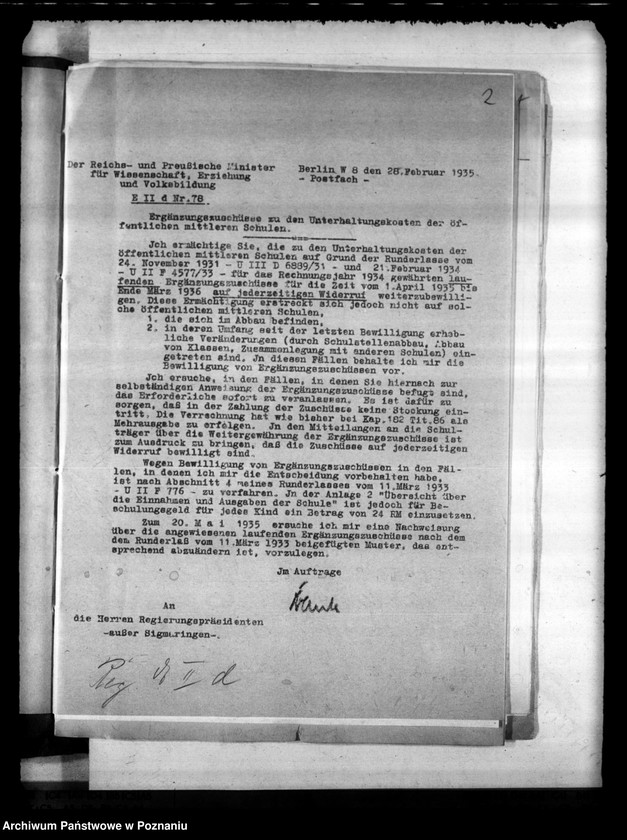 2
Der Reichs- und Preußische Minister
für Wissenschaft, Erziehung
und Volksbildung
E II d Nr.78
Berlin W 8 den 28.Februar 1935.
- Postfach -
Ergänzungszuschüsse zu den Unterhaltungskosten der öf-
fentlichen mittleren Schulen.
Ich ermächtige Sie, die zu den Unterhaltungskosten der
öffentlichen mittleren Schulen auf Grund der Runderlasse vom
24. November 1931 - U III D 6889/31 - und 21.Februar 1934
- U II F 4577/33 - für das Rechnungsjahr 1934 gewährten lau-
fenden Ergänzungszuschüsse für die Zeit vom 1.April 1935 bis
Ende März 1936 auf jederzeitigen Widerruf weiterzubewilli-
gen. Diese Ermächtigung erstreckt sich jedoch nicht auf sol-
che öffentlichen mittleren Schulen,
1. die sich im Abbau befinden,
2. in deren Umfang seit der letzten Bewilligung erheb-
liche Veränderungen (durch Schulstellenabbau, Abbau
von Klassen, Zusammenlegung mit anderen Schulen) ein-
getreten sind. Jn diesen Fällen behalte ich mir die
Bewilligung von Ergänzungszuschüssen vor.
Ich ersuche, in den Fällen, in denen Sie hiernach zur
selbständigen Anweisung der Ergänzungszuschüsse befugt sind,
das Erforderliche sofort zu veranlassen. Es ist dafür zu
sorgen, daß in der Zahlung der Zuschüsse keine Stockung ein-
tritt. Die Verrechnung hat wie bisher bei Kap.182 Tit.86 als
Mehrausgabe zu erfolgen. Jn den Mitteilungen an die Schul-
träger über die Weitergewährung der Ergänzungszuschüsse ist
zum Ausdruck zu bringen, daß die Zuschüsse auf jederzeitigen
Widerruf bewilligt sind.
Wegen Bewilligung von Ergänzungszuschüssen in den Fäl-
len, in denen ich mir die Entscheidung vorbehalten habe,
ist nach Abschnitt 4 meines Runderlasses vom 11.März 1933
- U II F 776 - zu verfahren. Jn der Anlage 2 "Übersicht über
die Einnahmen und Ausgaben der Schule" ist jedoch für Be-
schulungsgeld für jedes Kind ein Betrag von 24 RM einzusetzen.
Zum 20. M a i 1935 ersuche ich mir eine Nachweisung
über die angewiesenen laufenden Ergänzungszuschüsse nach dem
dem Runderlaß vom 11.März 1933 beigefügten Muster, das ent-
sprechend abzuändern ist, vorzulegen.
Jm Auftrage
An
die Herren Regierungspräsidenten
-außer Sigmaringen-.
Reg E II d
Archiwum Państwowe w Poznaniu